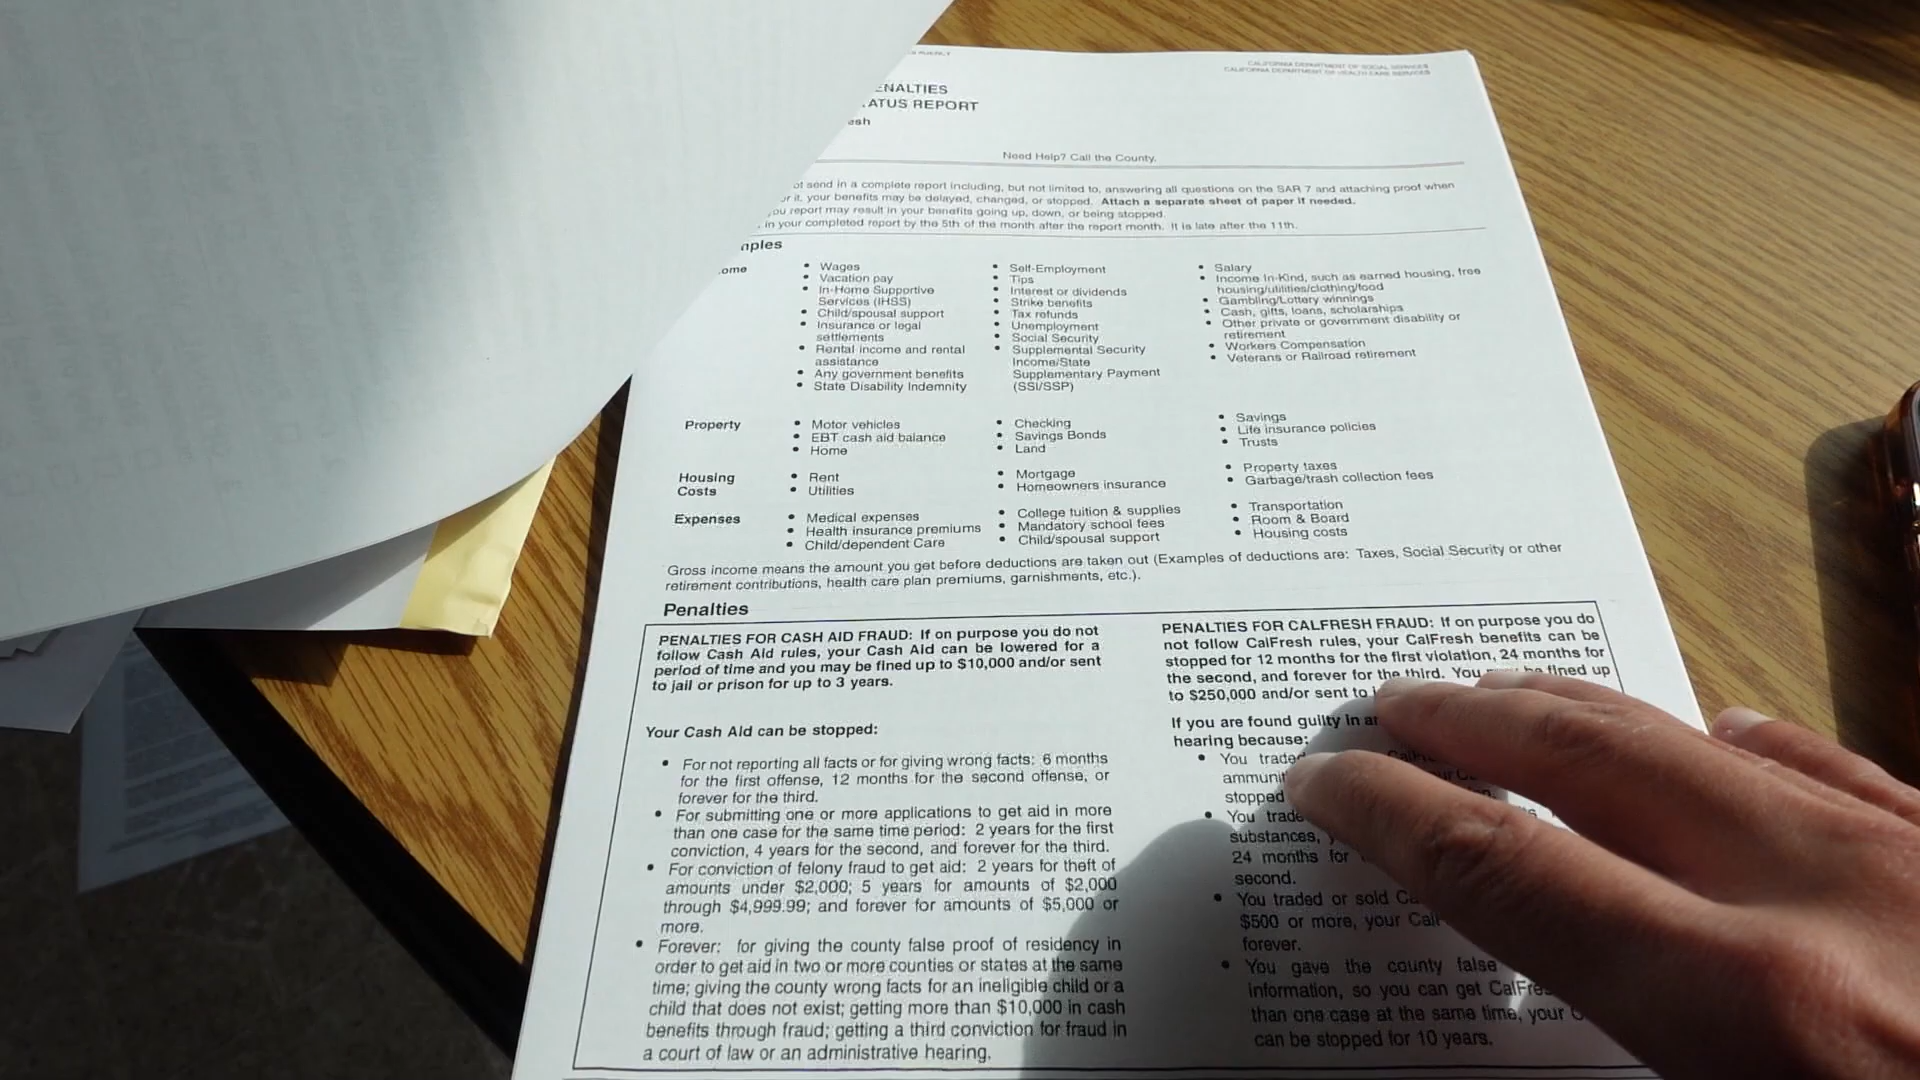 CALIFORNIA DEPARTMENT OF SOCIAL SERVICES
CALIFORNIA DEPARTMENT OF HEALTH CARE SERVICES
ENALTIES
ATUS REPORT
esh
Need Help? Call the County.
ot send in a complete report including, but not limited to, answering all questions on the SAR 7 and attaching proof when
or it, your benefits may be delayed, changed, or stopped. Attach a separate sheet of paper if needed.
you report may result in your benefits going up, down, or being stopped.
in your completed report by the 5th of the month after the report month. It is late after the 11th.
mples
ome
• Wages
• Vacation pay
• In-Home Supportive
Services (IHSS)
• Child/spousal support
• Insurance or legal
settlements
• Rental income and rental
assistance
• Any government benefits
• State Disability Indemnity
• Self-Employment
• Tips
• Interest or dividends
• Strike benefits
• Tax refunds
• Unemployment
• Social Security
• Supplemental Security
Income/State
Supplementary Payment
(SSI/SSP)
• Salary
• Income In-Kind, such as earned housing, free
housing/utilities/clothing/food
• Gambling/Lottery winnings
• Cash, gifts, loans, scholarships
• Other private or government disability or
retirement
• Workers Compensation
• Veterans or Railroad retirement
Property
• Motor vehicles
• EBT cash aid balance
• Home
• Checking
• Savings Bonds
• Land
• Savings
• Life insurance policies
• Trusts
Housing
Costs
• Rent
• Utilities
• Mortgage
• Homeowners insurance
• Property taxes
• Garbage/trash collection fees
Expenses
• Medical expenses
• Health insurance premiums
• Child/dependent Care
• College tuition & supplies
• Mandatory school fees
• Child/spousal support
• Transportation
• Room & Board
• Housing costs
Gross income means the amount you get before deductions are taken out (Examples of deductions are: Taxes, Social Security or other
retirement contributions, health care plan premiums, garnishments, etc.).
Penalties
PENALTIES FOR CASH AID FRAUD: If on purpose you do not
follow Cash Aid rules, your Cash Aid can be lowered for a
period of time and you may be fined up to $10,000 and/or sent
to jail or prison for up to 3 years.
Your Cash Aid can be stopped:
• For not reporting all facts or for giving wrong facts: 6 months
for the first offense, 12 months for the second offense, or
forever for the third.
• For submitting one or more applications to get aid in more
than one case for the same time period: 2 years for the first
conviction, 4 years for the second, and forever for the third.
• For conviction of felony fraud to get aid: 2 years for theft of
amounts under $2,000; 5 years for amounts of $2,000
through $4,999.99; and forever for amounts of $5,000 or
more.
• Forever: for giving the county false proof of residency in
order to get aid in two or more counties or states at the same
time; giving the county wrong facts for an ineligible child or a
child that does not exist; getting more than $10,000 in cash
benefits through fraud; getting a third conviction for fraud in
a court of law or an administrative hearing.
PENALTIES FOR CALFRESH FRAUD: If on purpose you do
not follow CalFresh rules, your CalFresh benefits can be
stopped for 12 months for the first violation, 24 months for
the second, and forever for the third. You fined up
to $250,000 and/or sent to
If you are found guilty in
hearing because:
• You traded
stopped
• You
substances,
24 months for
second.
• You traded or sold
$500 or more, your
forever.
• You gave the county false
information, so you can get
than one case at the same time, your
can be stopped for 10 years.